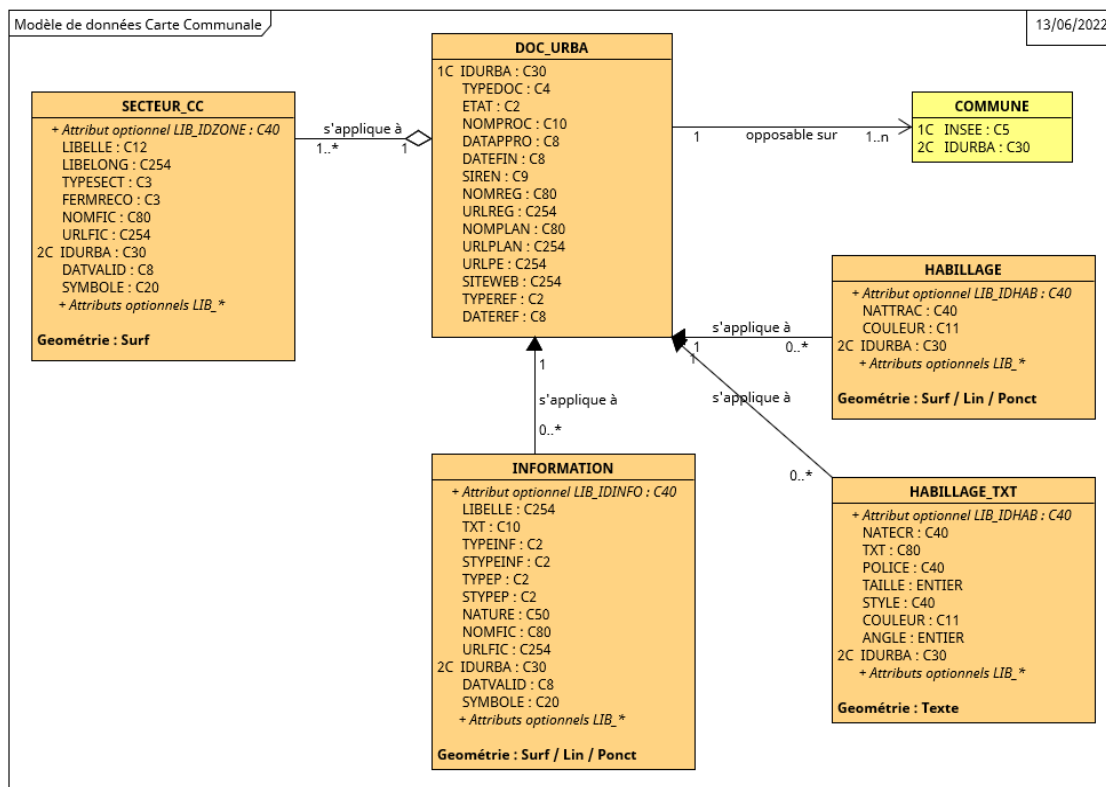 Modèle de données Carte Communale
13/06/2022
DOC_URBA
1C IDURBA : C30
TYPEDOC : C4
ETAT : C2
NOMPROC : C10
DATAPPRO : C8
DATEFIN : C8
SIREN : C9
NOMREG : C80
URLREG : C254
NOMPLAN : C80
URLPLAN : C254
URLPE : C254
SITEWEB : C254
TYPEREF : C2
DATEREF : C8
SECTEUR_CC
+ Attribut optionnel LIB_IDZONE : C40
LIBELLE : C12
LIBELONG : C254
TYPESECT : C3
FERMRECO : C3
NOMFIC : C80
URLFIC : C254
2C IDURBA : C30
DATVALID : C8
SYMBOLE : C20
+ Attributs optionnels LIB_*
Geométrie : Surf
s'applique à
1..*
1
COMMUNE
1C INSEE : C5
2C IDURBA : C30
1
opposable sur
1..n
HABILLAGE
+ Attribut optionnel LIB_IDHAB : C40
NATTRAC : C40
COULEUR : C11
2C IDURBA : C30
+ Attributs optionnels LIB_*
Geométrie : Surf / Lin / Ponct
s'applique à
1
0..*
1
s'applique à
0..*
1
s'applique à
0..*
INFORMATION
+ Attribut optionnel LIB_IDINFO : C40
LIBELLE : C254
TXT : C10
TYPEINF : C2
STYPEINF : C2
TYPEP : C2
STYPEP : C2
NATURE : C50
NOMFIC : C80
URLFIC : C254
2C IDURBA : C30
DATVALID : C8
SYMBOLE : C20
+ Attributs optionnels LIB_*
Geométrie : Surf / Lin / Ponct
HABILLAGE_TXT
+ Attribut optionnel LIB_IDHAB : C40
NATECR : C40
TXT : C80
POLICE : C40
TAILLE : ENTIER
STYLE : C40
COULEUR : C11
ANGLE : ENTIER
2C IDURBA : C30
+ Attributs optionnels LIB_*
Geométrie : Texte